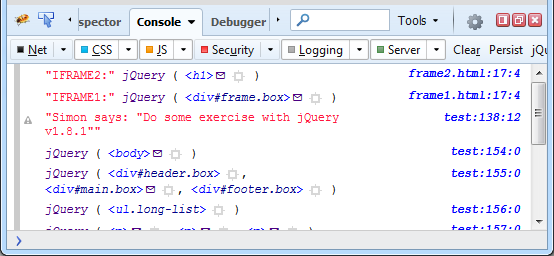 spector Console Debugger Tools
Net CSS JS Security Logging Server Clear Persist jQu
"IFRAME2:" jQuery ( <h1> ) frame2.html:17:4
"IFRAME1:" jQuery ( <div#frame.box> ) frame1.html:17:4
"Simon says: "Do some exercise with jQuery test:138:12
v1.8.1""
jQuery ( <body> ) test:154:0
jQuery ( <div#header.box> , test:155:0
<div#main.box> , <div#footer.box> )
jQuery ( <ul.long-list> ) test:156:0
jQuery ( <p> , <p> , <p> ) test:157:0